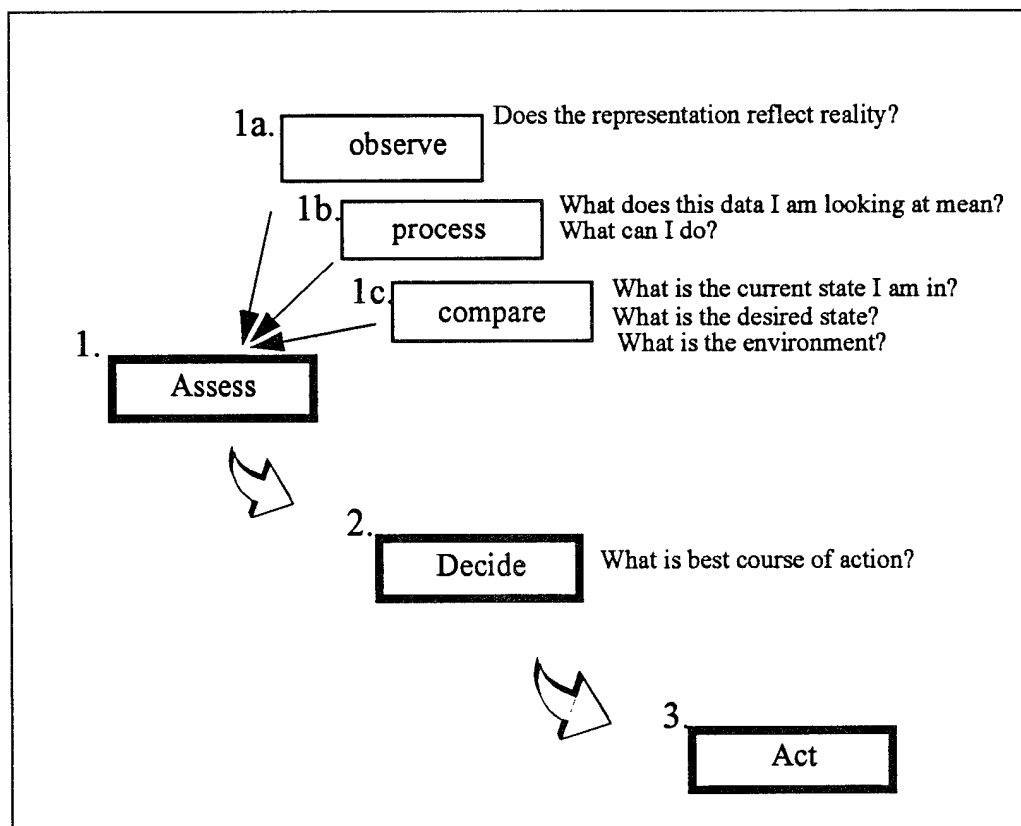 1a.
observe
Does the representation reflect reality?
1b.
process
What does this data I am looking at mean?
What can I do?
1c.
compare
What is the current state I am in?
What is the desired state?
What is the environment?
1.
Assess
2.
Decide
What is best course of action?
3.
Act